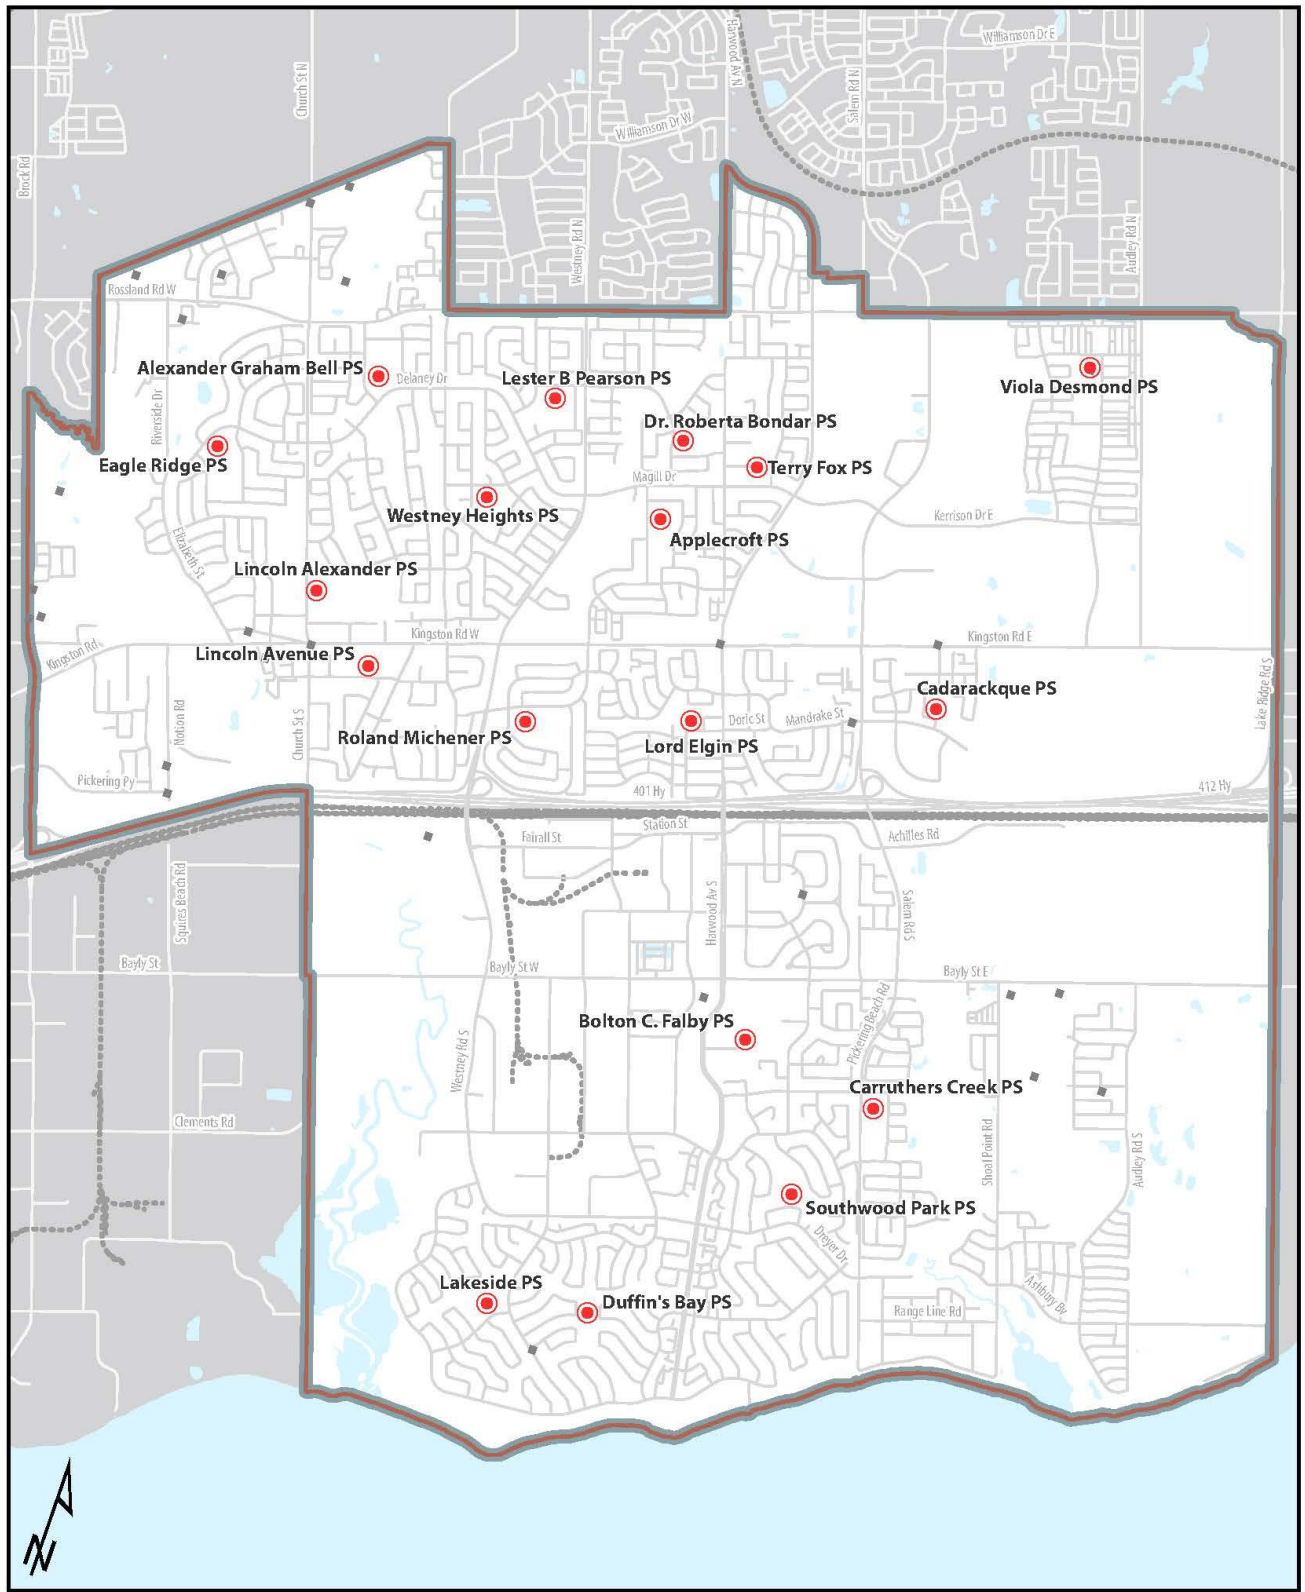 Williamson Dr E
Harwood Av N
Church St N
Salem Rd N
Williamson Dr W
Brock Rd
Westney Rd N
Audley Rd N
Rossland Rd W
Alexander Graham Bell PS
Delaney Dr
Lester B Pearson PS
Viola Desmond PS
Riverside Dr
Dr. Roberta Bondar PS
Eagle Ridge PS
Terry Fox PS
Magill Dr
Westney Heights PS
Kerrison Dr E
Applecroft PS
Elizabeth St
Lincoln Alexander PS
Kingston Rd W
Kingston Rd E
Kingston Rd
Lincoln Avenue PS
Cadarackque PS
Lake Ridge Rd S
Notion Rd
Church St S
Doric St
Mandrake St
Roland Michener PS
Lord Elgin PS
Pickering Py
401 Hy
412 Hy
Station St
Fairall St
Achilles Rd
Squires Beach Rd
Harwood Av S
Salem Rd S
Bayly St
Bayly St W
Bayly St E
Bolton C. Falby PS
Pickering Beach Rd
Westney Rd S
Carruthers Creek PS
Clements Rd
Shoal Point Rd
Audley Rd S
Southwood Park PS
Dreyer Dr
Lakeside PS
Duffin's Bay PS
Ashbury Bv
Range Line Rd
N